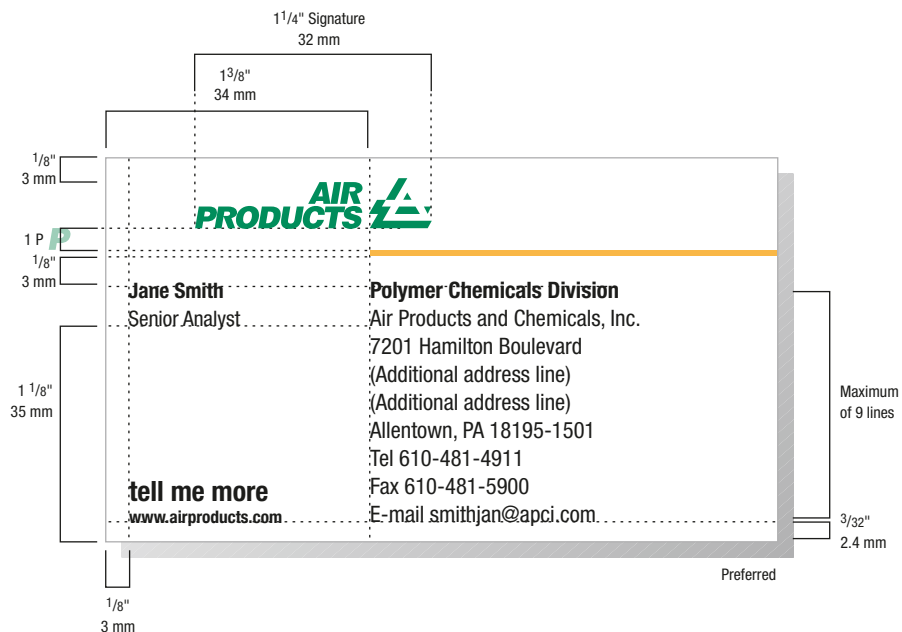 1 1/4" Signature
32 mm
1 3/8"
34 mm
1/8"
3 mm
AIR
PRODUCTS
1 P P
1/8"
3 mm
Jane Smith
Senior Analyst
1 1/8"
35 mm
tell me more
www.airproducts.com
Polymer Chemicals Division
Air Products and Chemicals, Inc.
7201 Hamilton Boulevard
(Additional address line)
(Additional address line)
Allentown, PA 18195-1501
Tel 610-481-4911
Fax 610-481-5900
E-mail smithjan@apci.com
Maximum
of 9 lines
3/32"
2.4 mm
Preferred
1/8"
3 mm